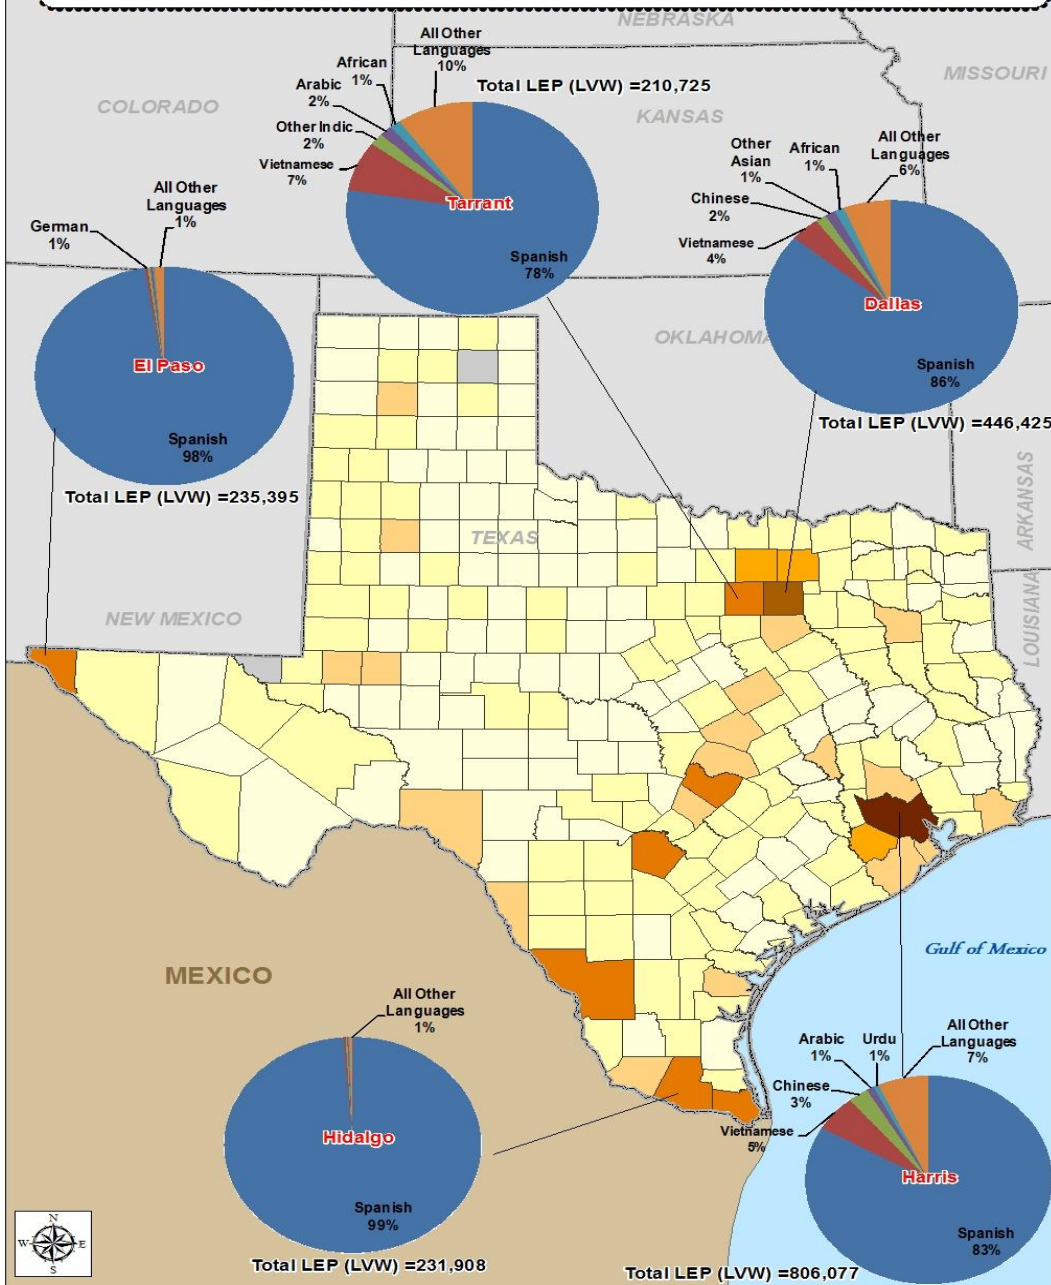 NEBRASKA
MISSOURI
COLORADO
KANSAS
All Other
Languages
10%
African
1%
Arabic
2%
Other Indic
2%
Vietnamese
7%
Total LEP (LVW) =210,725
Tarrant
Spanish
78%
Other
Asian
1%
African
1%
All Other
Languages
6%
Chinese
2%
Vietnamese
4%
Dallas
Spanish
86%
Total LEP (LVW) =446,425
All Other
Languages
1%
German
1%
El Paso
Spanish
98%
Total LEP (LVW) =235,395
OKLAHOMA
ARKANSAS
TEXAS
NEW MEXICO
LOUISIANA
Gulf of Mexico
MEXICO
All Other
Languages
1%
Hidalgo
Spanish
99%
Total LEP (LVW) =231,908
Arabic
1%
Urdu
1%
All Other
Languages
7%
Chinese
3%
Vietnamese
5%
Harris
Spanish
83%
Total LEP (LVW) =806,077
N
W
E
S